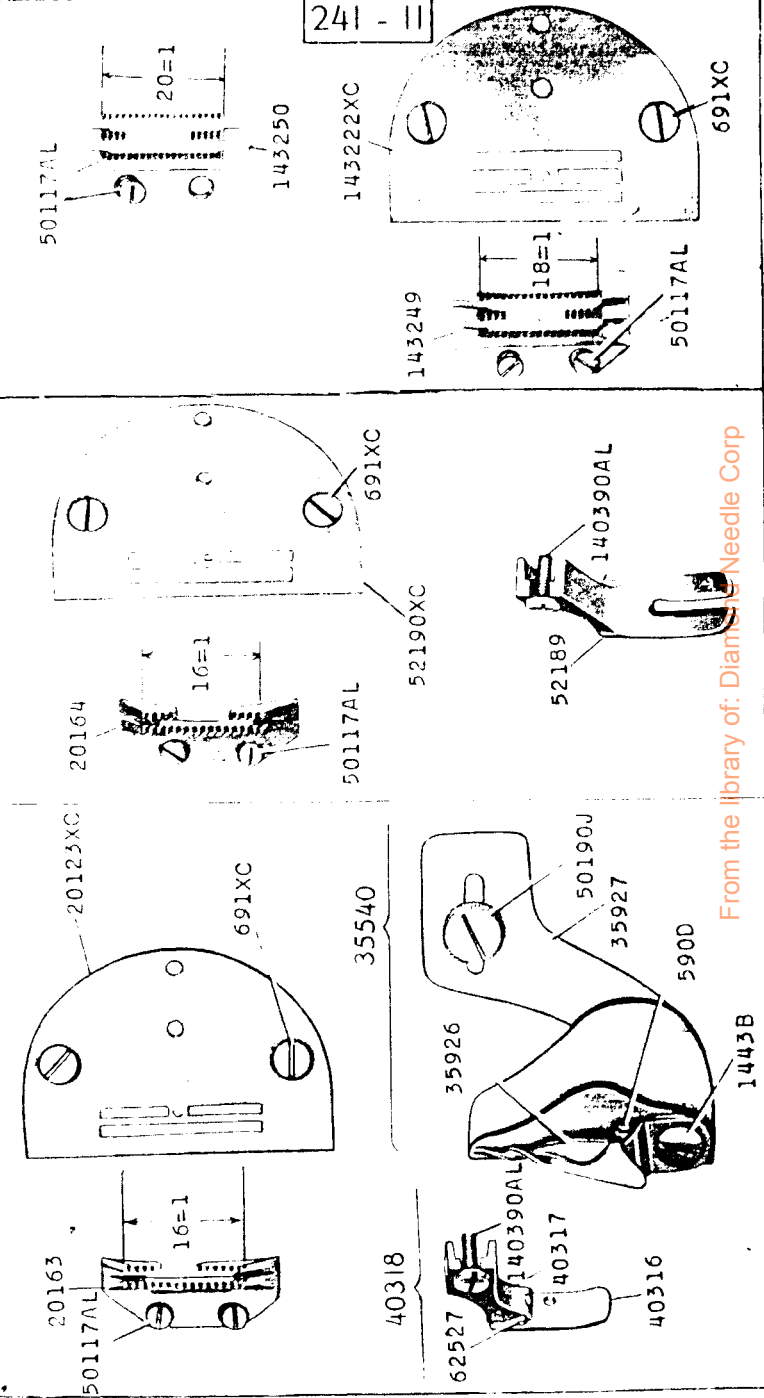 241 - 11
50117AL
20=1
143250
143222XC
691XC
143249
18=1
50117AL
691XC
52190XC
20164
16=1
50117AL
140390AL
52189
20123XC
691XC
20163
50117AL
16=1
35540
50190J
35927
590D
35926
1443B
40318
140390AL
40317
62527
40316
From the library of: Diamond Needle Corp